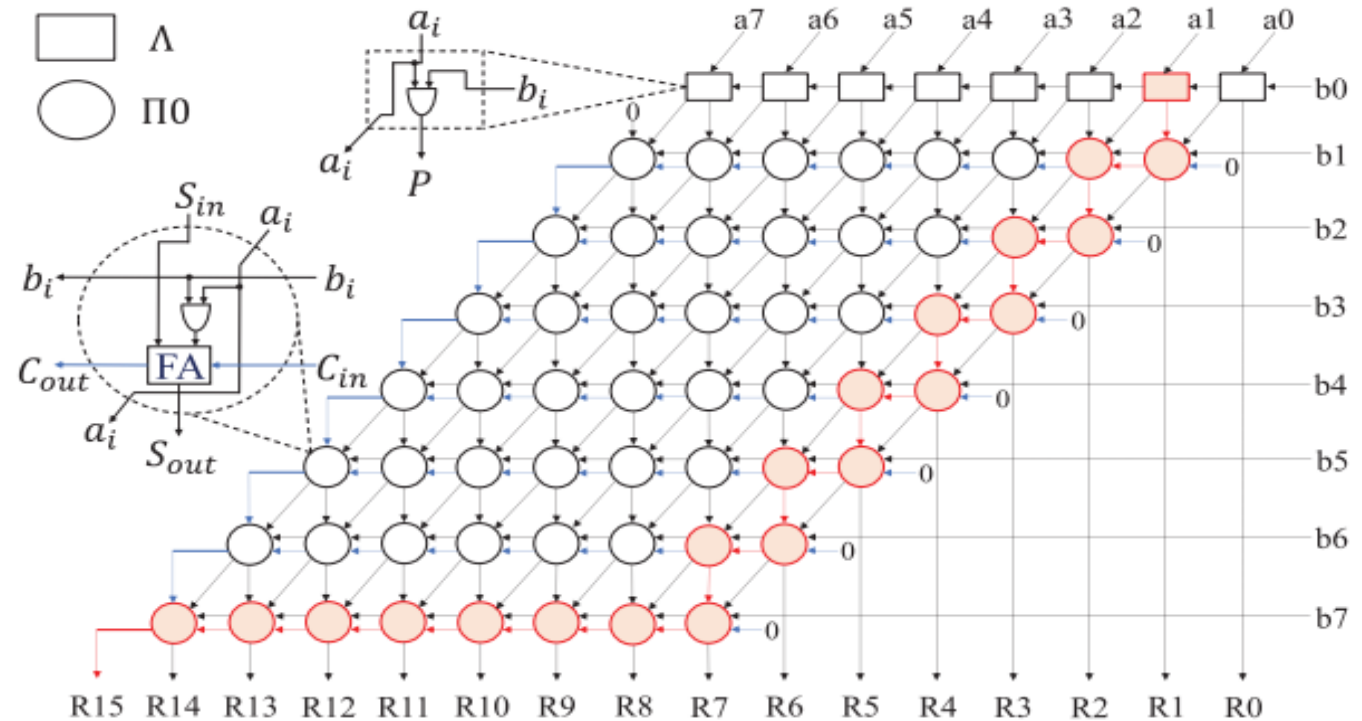 Λ
Π0
a_i
b_i
a_i
P
a7 a6 a5 a4 a3 a2 a1 a0
b0
0
b1
0
b2
0
b3
0
b4
0
b5
0
b6
0
b7
0
S_in
a_i
b_i
b_i
FA
C_out
C_in
a_i
S_out
R15 R14 R13 R12 R11 R10 R9 R8 R7 R6 R5 R4 R3 R2 R1 R0